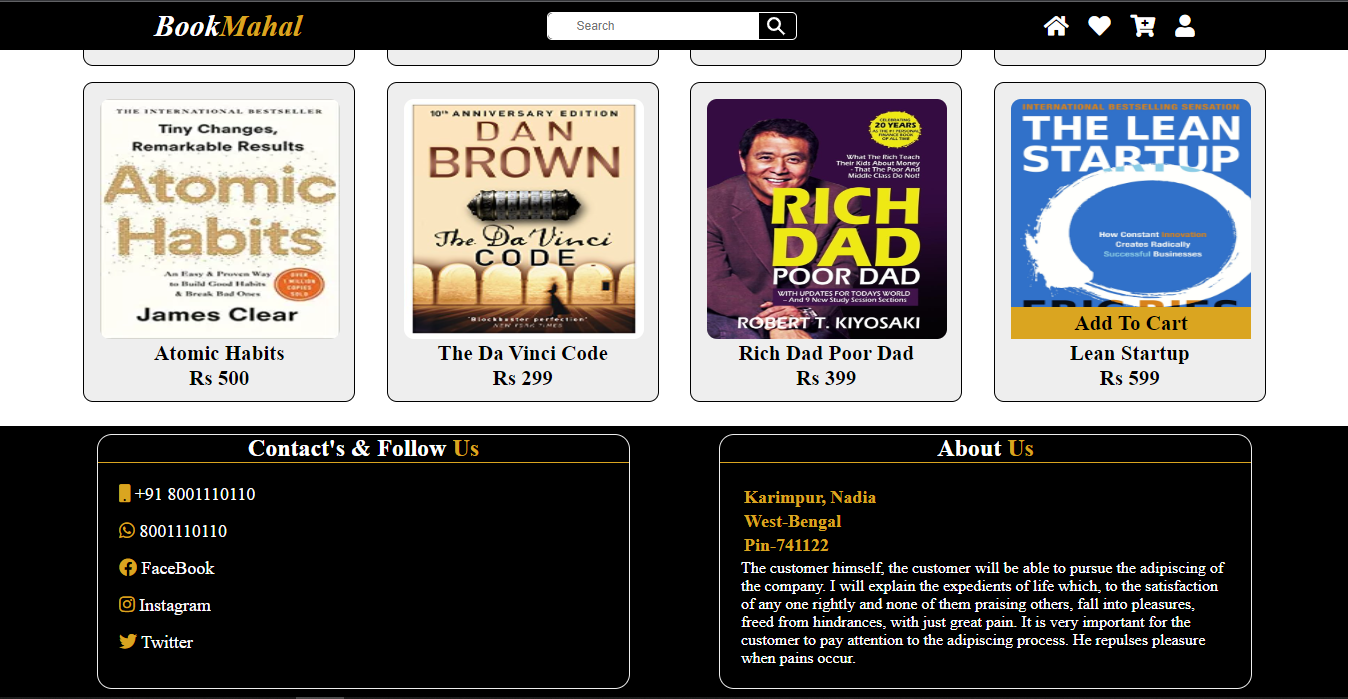 BookMahal
Search
THE INTERNATIONAL BESTSELLER
Tiny Changes,
Remarkable Results
Atomic
Habits
An Easy & Proven Way
to Build Good Habits
& Break Bad Ones
OVER
1 MILLION
COPIES
SOLD
James Clear
Atomic Habits
Rs 500
10th ANNIVERSARY EDITION
DAN
BROWN
The Da Vinci
CODE
"Blockbuster perfection"
NEW YORK TIMES
The Da Vinci Code
Rs 299
CELEBRATING
20 YEARS
AS THE #1 PERSONAL
FINANCE BOOK
OF ALL TIME
What The Rich Teach
Their Kids About Money
- That The Poor And
Middle Class Do Not!
RICH
DAD
POOR DAD
WITH UPDATES FOR TODAYS WORLD
- And 9 New Study Session Sections
ROBERT T. KIYOSAKI
Rich Dad Poor Dad
Rs 399
INTERNATIONAL BESTSELLING SENSATION
THE LEAN
STARTUP
How Constant Innovation
Creates Radically
Successful Businesses
ERIC RIES
Add To Cart
Lean Startup
Rs 599
Contact's & Follow Us
+91 8001110110
8001110110
FaceBook
Instagram
Twitter
About Us
Karimpur, Nadia
West-Bengal
Pin-741122
The customer himself, the customer will be able to pursue the adipiscing of
the company. I will explain the expedients of life which, to the satisfaction
of any one rightly and none of them praising others, fall into pleasures,
freed from hindrances, with just great pain. It is very important for the
customer to pay attention to the adipiscing process. He repulses pleasure
when pains occur.